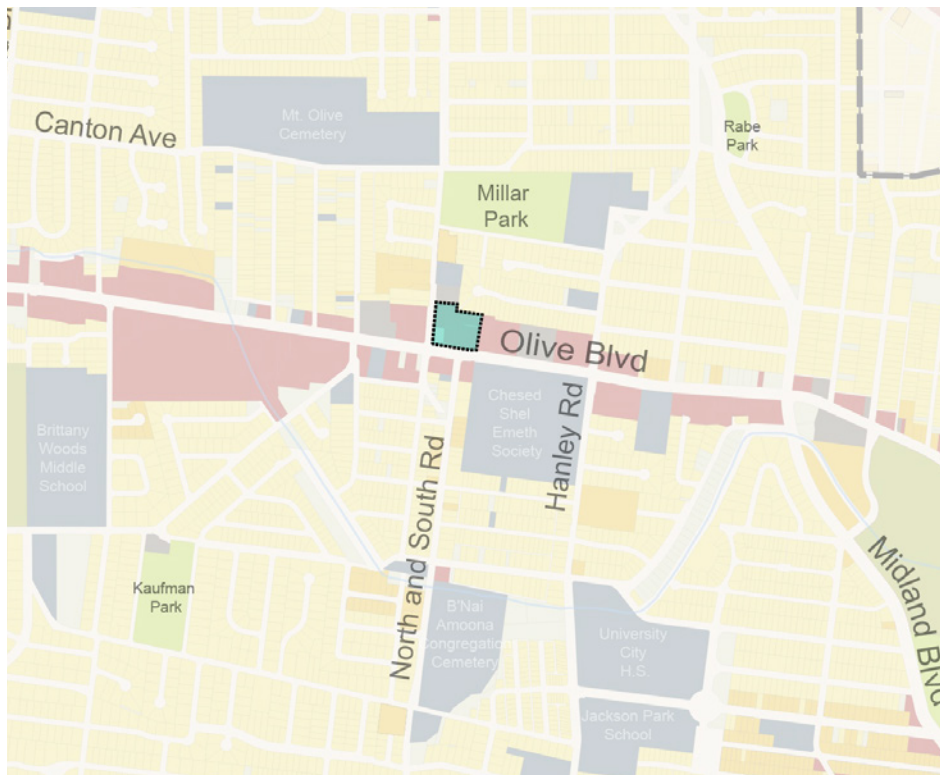 Mt. Olive
Cemetery
Canton Ave
Rabe
Park
Millar
Park
Olive Blvd
Chesed
Shel
Emeth
Society
Hanley Rd
Brittany
Woods
Middle
School
North and South Rd
Midland Blvd
Kaufman
Park
B'Nai
Amoona
Congregation
Cemetery
University
City
H.S.
Jackson Park
School